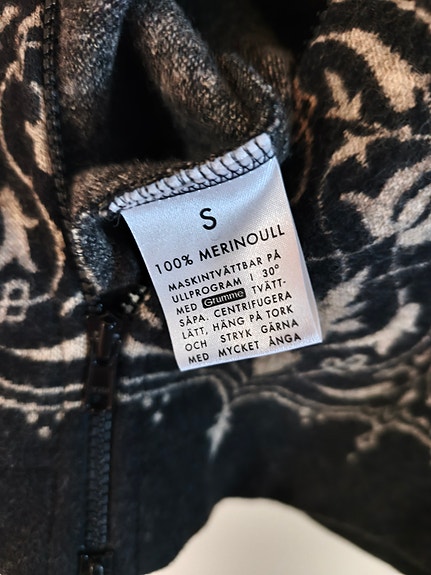 S
100% MERINOULL
MASKINTVÄTTBAR PÅ
ULLPROGRAM I 30°
MED Grumme TVÄTT-
SÅPA. CENTRIFUGERA
LÄTT, HÄNG PÅ TORK
OCH STRYK GÄRNA
MED MYCKET ÅNGA